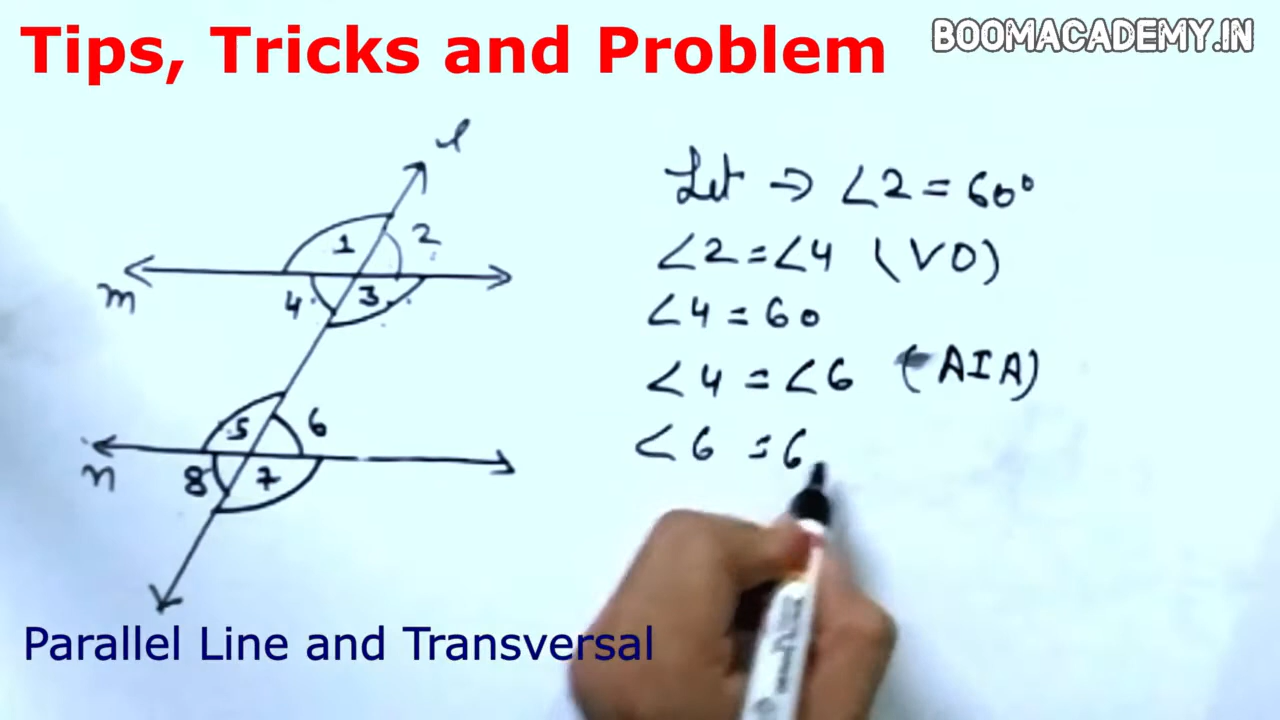 Tips, Tricks and Problem
BOOMACADEMY.IN
l
1
2
m
4
3
5
6
n
8
7
Let ⇒ ∠2 = 60°
∠2 = ∠4 (VO)
∠4 = 60
∠4 = ∠6 (AIA)
∠6 = 6
Parallel Line and Transversal